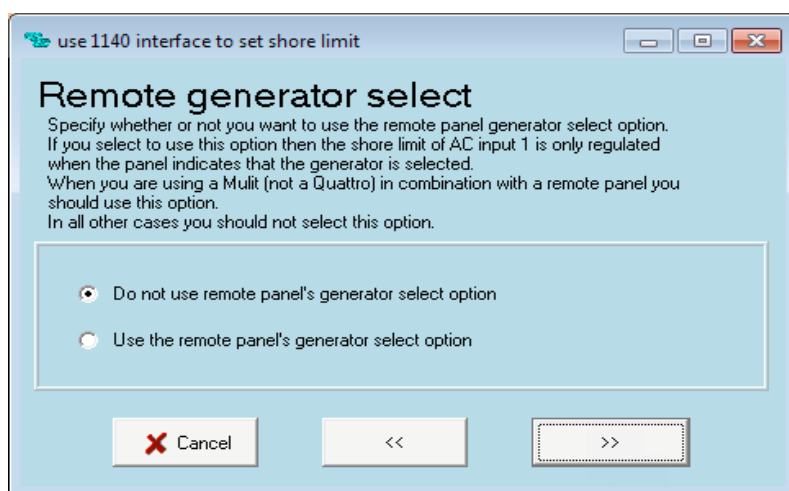 use 1140 interface to set shore limit
Remote generator select
Specify whether or not you want to use the remote panel generator select option.
If you select to use this option then the shore limit of AC input 1 is only regulated
when the panel indicates that the generator is selected.
When you are using a Mulit (not a Quattro) in combination with a remote panel you
should use this option.
In all other cases you should not select this option.
Do not use remote panel's generator select option
Use the remote panel's generator select option
Cancel << >>